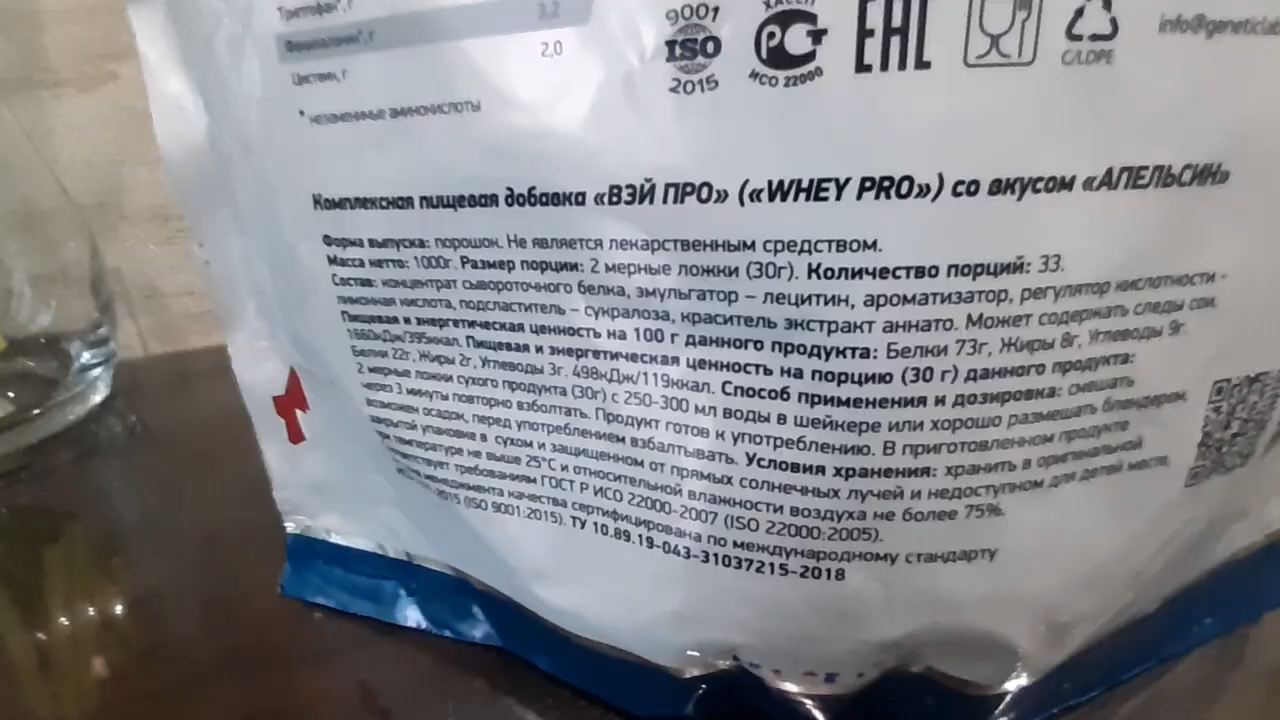 Триптофан*, г
Фенилаланин*, г 3,2
Цистеин, г 2,0
* незаменимые аминокислоты
9001
ISO
2015
ХАССП
РСТ
ИСО 22000
EAC
C/LDPE
info@geneticlab
Комплексная пищевая добавка «ВЭЙ ПРО» («WHEY PRO») со вкусом «АПЕЛЬСИН»
Форма выпуска: порошок. Не является лекарственным средством.
Масса нетто: 1000г. Размер порции: 2 мерные ложки (30г). Количество порций: 33.
Состав: концентрат сывороточного белка, эмульгатор – лецитин, ароматизатор, регулятор кислотности -
лимонная кислота, подсластитель – сукралоза, краситель экстракт аннато. Может содержать следы сои.
Пищевая и энергетическая ценность на 100 г данного продукта: Белки 73г, Жиры 8г, Углеводы 9г.
1660кДж/395ккал. Пищевая и энергетическая ценность на порцию (30 г) данного продукта:
Белки 22г, Жиры 2г, Углеводы 3г. 498кДж/119ккал. Способ применения и дозировка: смешать
2 мерные ложки сухого продукта (30г) с 250-300 мл воды в шейкере или хорошо размешать блендером,
через 3 минуты повторно взболтать. Продукт готов к употреблению. В приготовленном продукте
возможен осадок, перед употреблением взбалтывать. Условия хранения: хранить в оригинальной
закрытой упаковке в сухом и защищенном от прямых солнечных лучей и недоступном для детей месте,
при температуре не выше 25°С и относительной влажности воздуха не более 75%.
требованиям ГОСТ Р ИСО 22000-2007 (ISO 22000:2005).
менеджмента качества сертифицирована по международному стандарту
2015 (ISO 9001:2015). ТУ 10.89.19-043-31037215-2018